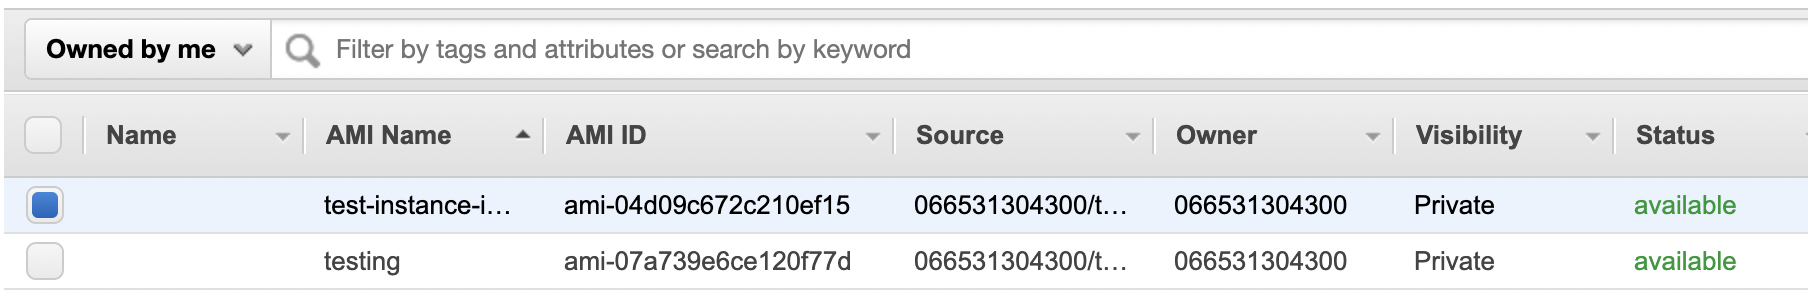 Owned by me Filter by tags and attributes or search by keyword
Name AMI Name AMI ID Source Owner Visibility Status
test-instance-i... ami-04d09c672c210ef15 066531304300/t... 066531304300 Private available
testing ami-07a739e6ce120f77d 066531304300/t... 066531304300 Private available